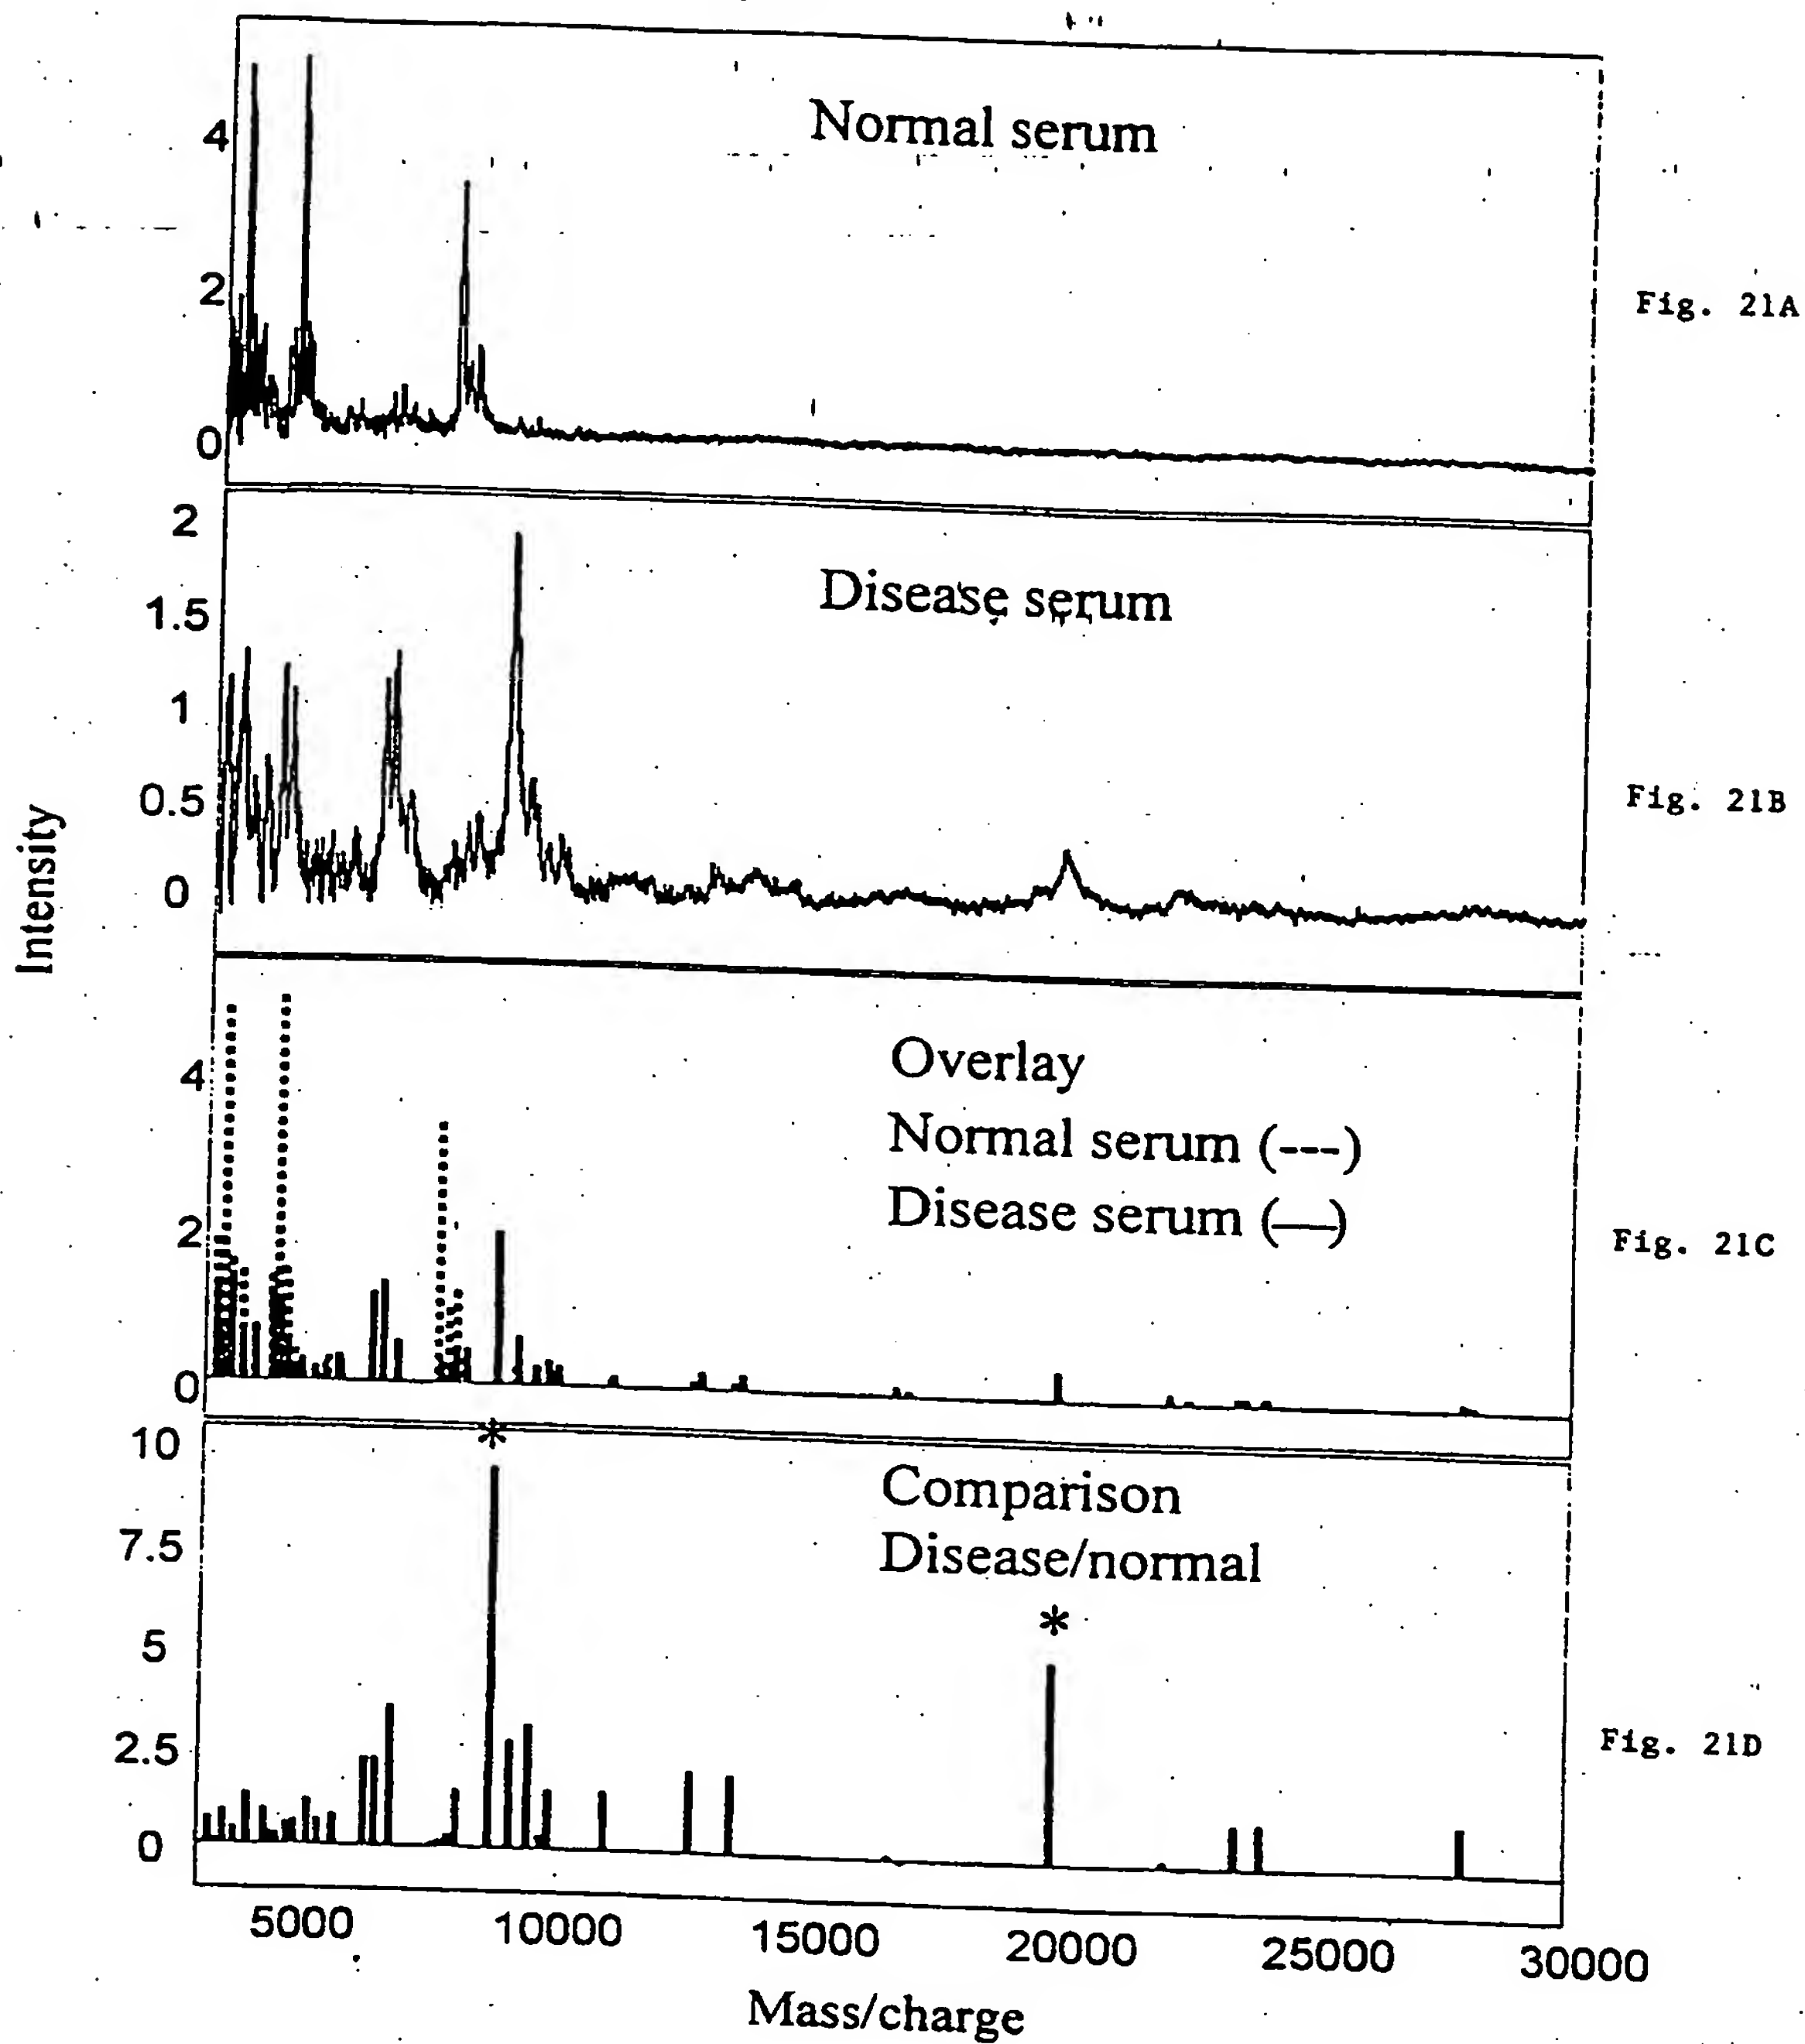 Normal serum
4
2
0
Fig. 21A
Disease serum
2
1.5
1
0.5
0
Fig. 21B
Intensity
Overlay
Normal serum (---)
Disease serum (—)
4
2
0
Fig. 21C
*
Comparison
Disease/normal
*
10
7.5
5
2.5
0
Fig. 21D
5000 10000 15000 20000 25000 30000
Mass/charge